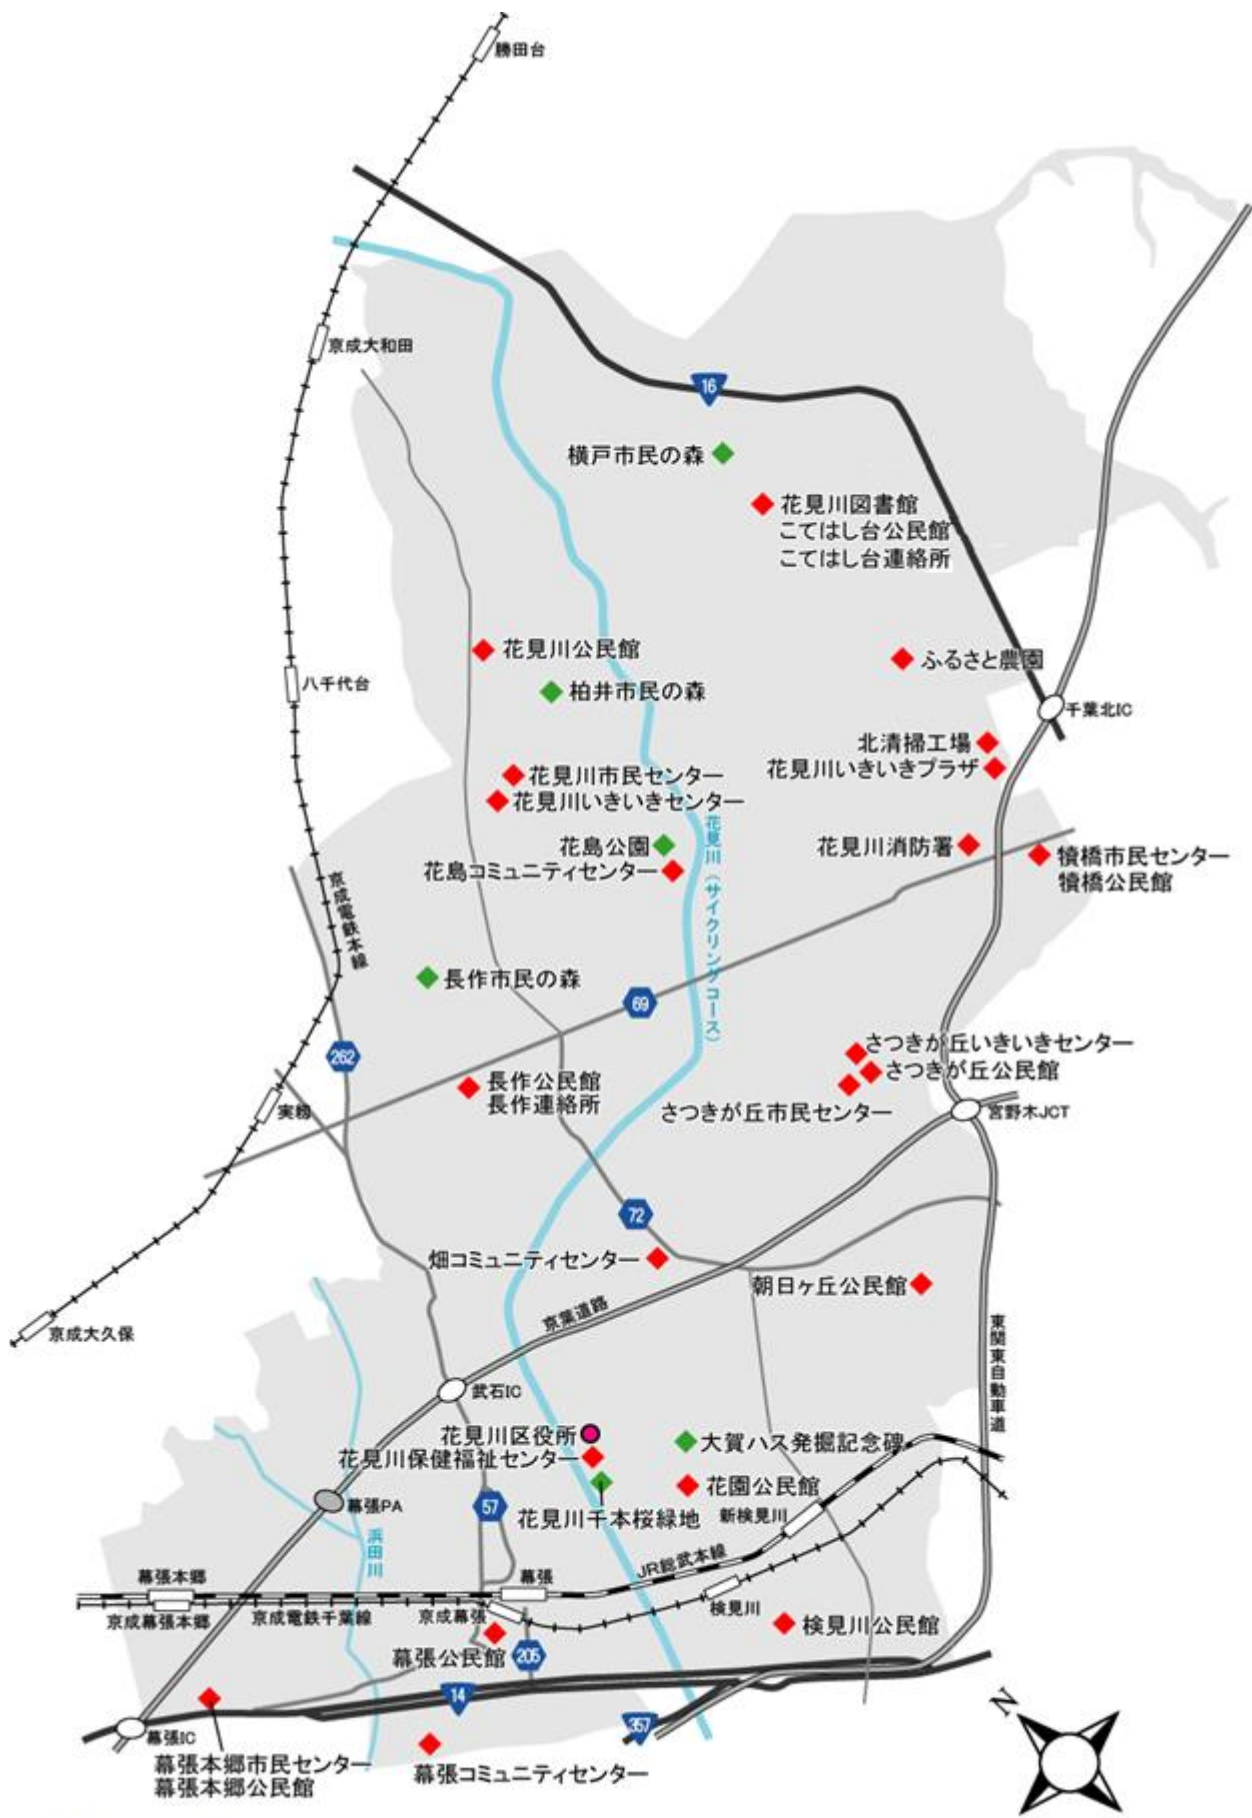 勝田台
京成大和田
16
横戸市民の森
花見川図書館
こてはし台公民館
こてはし台連絡所
花見川公民館
ふるさと農園
八千代台
柏井市民の森
千葉北IC
北清掃工場
花見川いきいきプラザ
花見川市民センター
花見川いきいきセンター
花見川（サイクリングコース）
花島公園
花見川消防署
花島コミュニティセンター
犢橋市民センター
犢橋公民館
京成電鉄本線
長作市民の森
69
262
さつきが丘いきいきセンター
さつきが丘公民館
長作公民館
長作連絡所
実籾
さつきが丘市民センター
宮野木JCT
72
畑コミュニティセンター
朝日ヶ丘公民館
京葉道路
京成大久保
東関東自動車道
武石IC
花見川区役所
大賀ハス発掘記念碑
花見川保健福祉センター
花園公民館
幕張PA
57
花見川千本桜緑地
新検見川
浜田川
JR総武本線
幕張本郷
幕張
京成幕張本郷
京成電鉄千葉線
京成幕張
検見川
検見川公民館
幕張公民館
205
14
357
幕張IC
幕張本郷市民センター
幕張本郷公民館
幕張コミュニティセンター
N